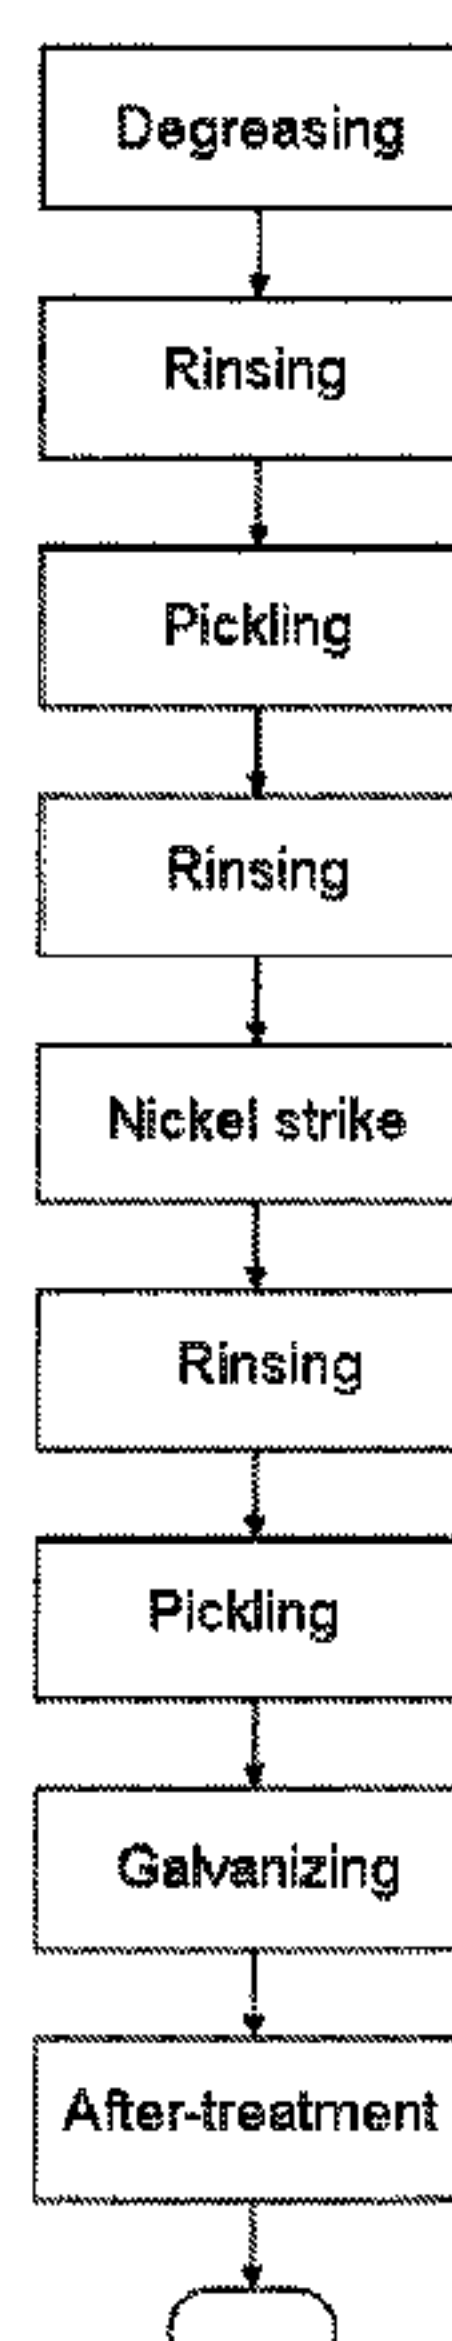 Degreasing
Rinsing
Pickling
Rinsing
Nickel strike
Rinsing
Pickling
Galvanizing
After-treatment